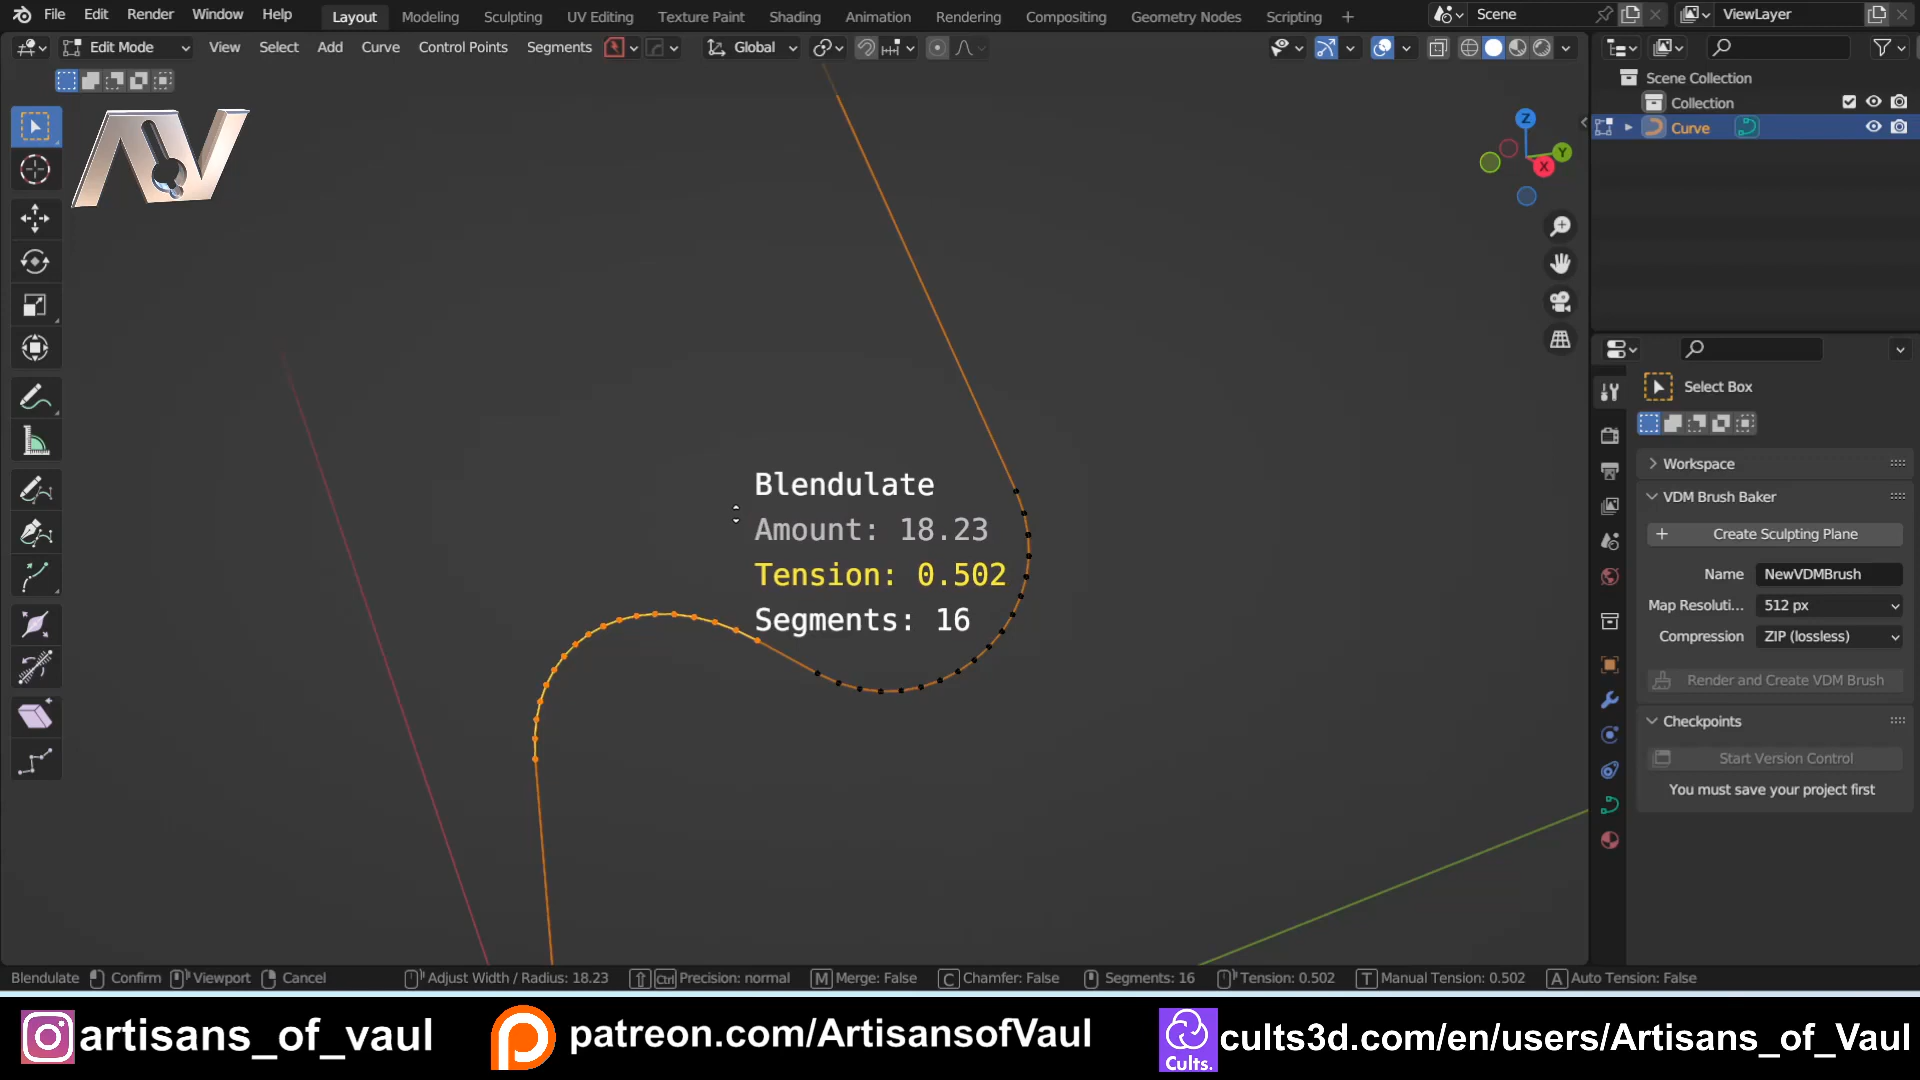 File Edit Render Window Help Layout Modeling Sculpting UV Editing Texture Paint Shading Animation Rendering Compositing Geometry Nodes Scripting + Scene ViewLayer
Edit Mode View Select Add Curve Control Points Segments Global
Scene Collection
Collection
Curve
Z
Y
X
AV
Select Box
Workspace
VDM Brush Baker
Create Sculpting Plane
Name NewVDMBrush
Map Resoluti... 512 px
Compression ZIP (lossless)
Render and Create VDM Brush
Checkpoints
Start Version Control
You must save your project first
Blendulate
Amount: 18.23
Tension: 0.502
Segments: 16
Blendulate Confirm Viewport Cancel Adjust Width / Radius: 18.23 Ctrl Precision: normal M Merge: False C Chamfer: False Segments: 16 Tension: 0.502 T Manual Tension: 0.502 A Auto Tension: False
artisans_of_vaul patreon.com/ArtisansofVaul Cults. cults3d.com/en/users/Artisans_of_Vaul